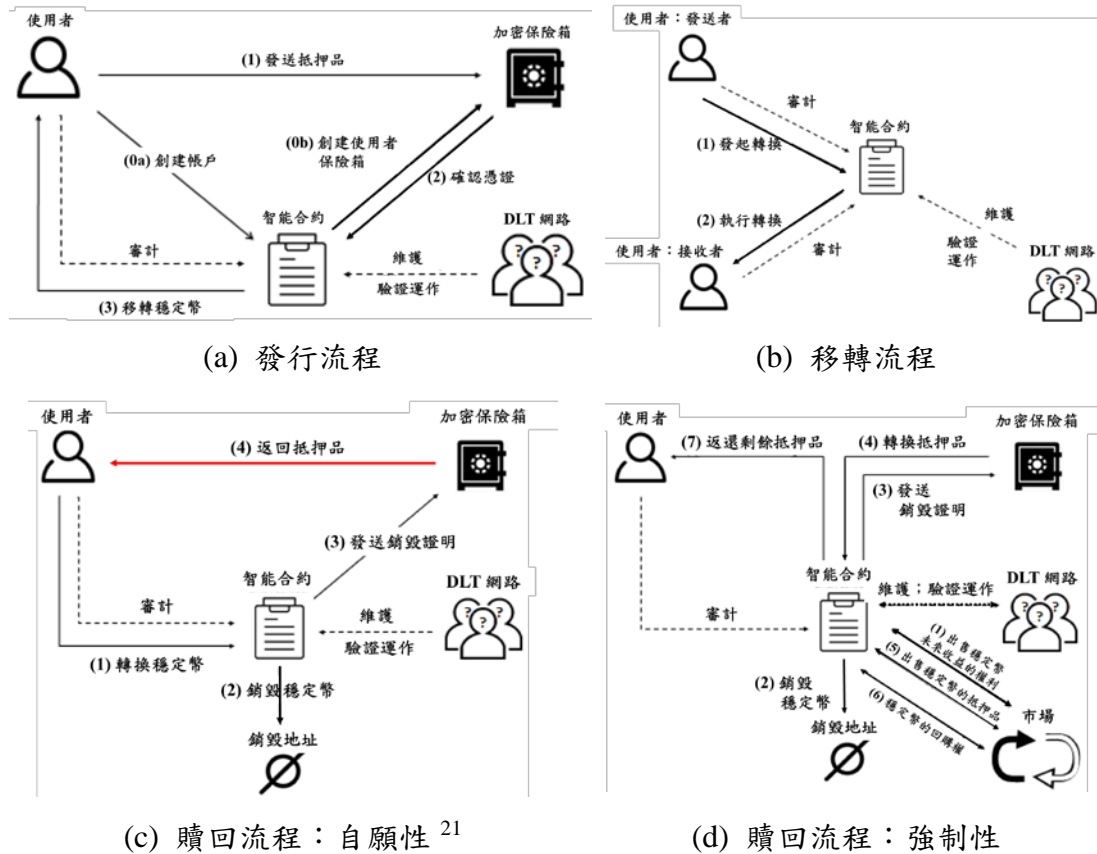 使用者
加密保險箱
(1) 發送抵押品
(0a) 創建帳戶
(0b) 創建使用者
保險箱
(2) 確認憑證
智能合約
DLT 網路
審計
維護
驗證運作
(3) 移轉穩定幣
(a) 發行流程
使用者：發送者
審計
智能合約
(1) 發起轉換
(2) 執行轉換
維護
驗證
運作
使用者：接收者
審計
DLT 網路
(b) 移轉流程
使用者
加密保險箱
(4) 返回抵押品
(3) 發送銷毀證明
智能合約
DLT 網路
審計
維護
驗證運作
(1) 轉換穩定幣
(2) 銷毀穩定幣
銷毀地址
(c) 贖回流程：自願性 21
使用者
加密保險箱
(7) 返還剩餘抵押品
(4) 轉換抵押品
(3) 發送
銷毀證明
智能合約
DLT 網路
維護；驗證運作
審計
(1) 出售穩定幣
未來收益的權利
(5) 出售穩定幣的抵押品
(6) 穩定幣的回購權
市場
(2) 銷毀
穩定幣
銷毀地址
(d) 贖回流程：強制性